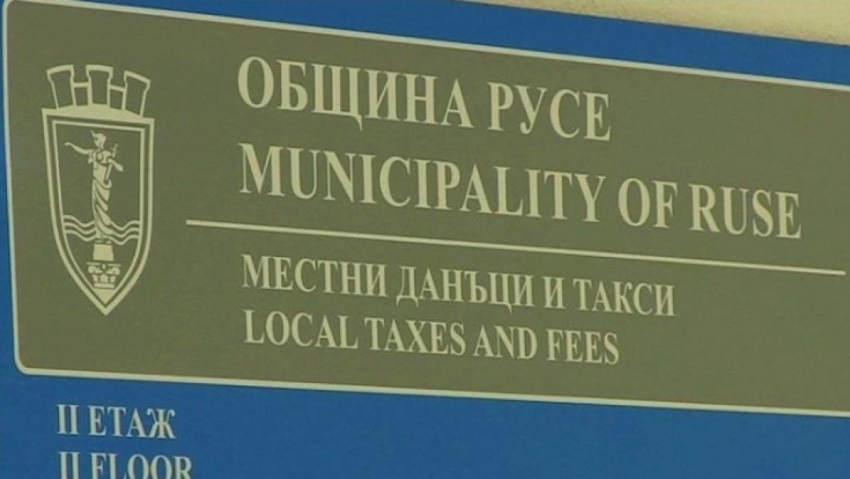 ОБЩИНА РУСЕ
MUNICIPALITY OF RUSE
МЕСТНИ ДАНЪЦИ И ТАКСИ
LOCAL TAXES AND FEES
II ЕТАЖ
II FLOOR